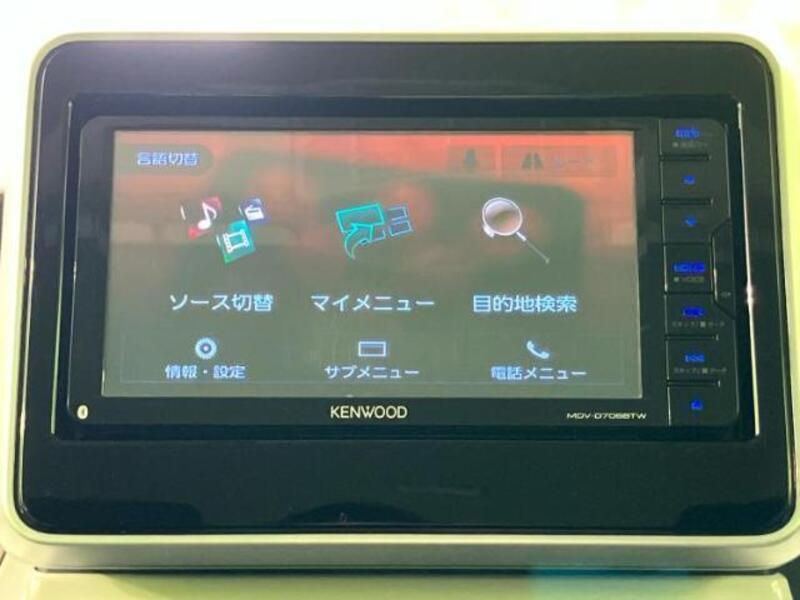 言語切替
ソース切替
マイメニュー
目的地検索
情報・設定
サブメニュー
電話メニュー
KENWOOD
MDV-D706BTW